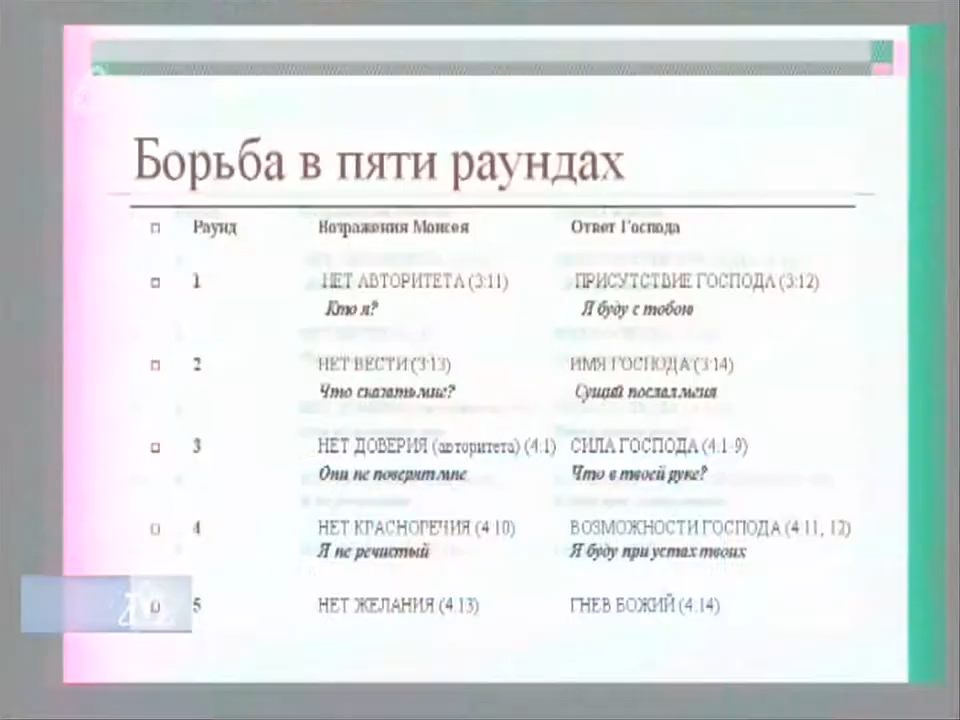 Борьба в пяти раундах
Раунд Возражения Моисея Ответ Господа
1 НЕТ АВТОРИТЕТА (3:11) ПРИСУТСТВИЕ ГОСПОДА (3:12)
Кто я? Я буду с тобою
2 НЕТ ВЕСТИ (3:13) ИМЯ ГОСПОДА (3:14)
Что сказать мне? Сущий послал меня
3 НЕТ ДОВЕРИЯ (авторитета) (4:1) СИЛА ГОСПОДА (4:1-9)
Они не поверят мне Что в твоей руке?
4 НЕТ КРАСНОРЕЧИЯ (4:10) ВОЗМОЖНОСТИ ГОСПОДА (4:11, 12)
Я не речистый Я буду при устах твоих
5 НЕТ ЖЕЛАНИЯ (4:13) ГНЕВ БОЖИЙ (4:14)